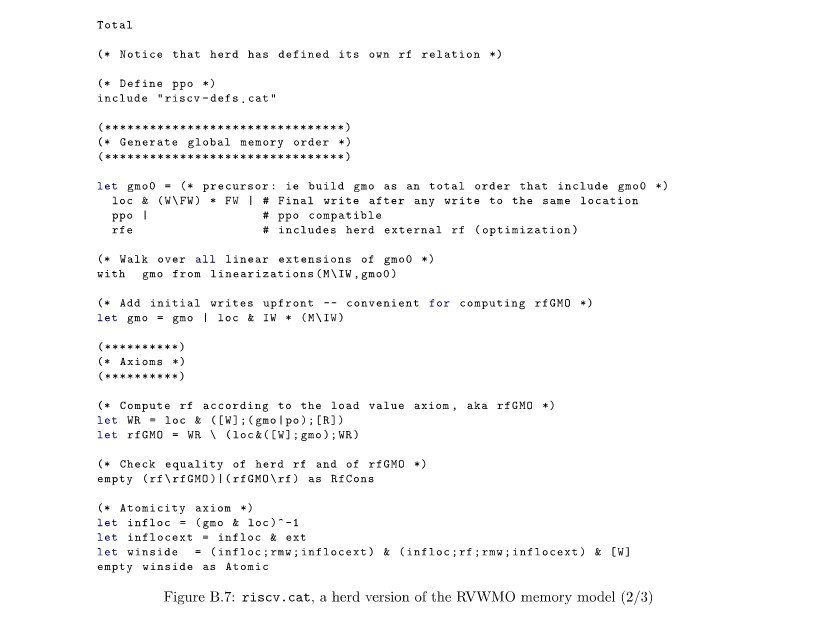 Total
(* Notice that herd has defined its own rf relation *)
(* Define ppo *)
include "riscv-defs.cat"
(********************************)
(* Generate global memory order *)
(********************************)
let gmo0 = (* precursor: ie build gmo as an total order that include gmo0 *)
loc & (W\FW) * FW | # Final write after any write to the same location
ppo | # ppo compatible
rfe # includes herd external rf (optimization)
(* Walk over all linear extensions of gmo0 *)
with gmo from linearizations(M\IW,gmo0)
(* Add initial writes upfront -- convenient for computing rfGMO *)
let gmo = gmo | loc & IW * (M\IW)
(**********)
(* Axioms *)
(**********)
(* Compute rf according to the load value axiom, aka rfGMO *)
let WR = loc & ([W];(gmo|po);[R])
let rfGMO = WR \ (loc&([W];gmo);WR)
(* Check equality of herd rf and of rfGMO *)
empty (rf\rfGMO)|(rfGMO\rf) as RfCons
(* Atomicity axiom *)
let infloc = (gmo & loc)^-1
let inflocext = infloc & ext
let winside = (infloc;rmw;inflocext) & (infloc;rf;rmw;inflocext) & [W]
empty winside as Atomic
Figure B.7: riscv.cat, a herd version of the RVWMO memory model (2/3)